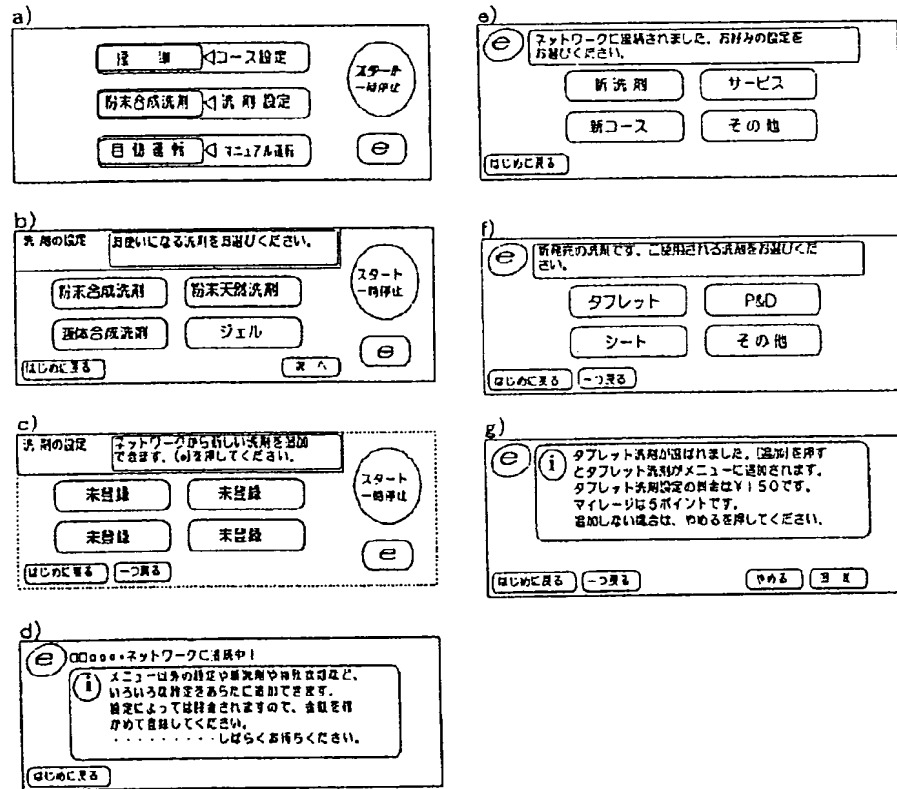 a)
標 準 コース設定
粉末合成洗剤 洗 剤 設定
自動運転 マニュアル運転
スタート
一時停止
e
b)
洗 剤の設定 お使いになる洗剤をお選びください。
粉末合成洗剤 粉末天然洗剤
液体合成洗剤 ジェル
はじめに戻る 次 へ
スタート
一時停止
e
c)
洗 剤の設定 ネットワークから新しい洗剤を追加
できます。(e)を押してください。
未登録 未登録
未登録 未登録
はじめに戻る 一つ戻る
スタート
一時停止
e
d)
e ネットワークに接続中!
i メニュー以外の設定や新洗剤や
いろいろな設定をあらたに追加できます。
設定によっては課金されますので、金額を確
かめて登録してください。
・・・・・・・・・しばらくお待ちください。
はじめに戻る
e)
e ネットワークに接続されました。お好みの設定を
お選びください。
新 洗 剤 サービス
新コース そ の 他
はじめに戻る
f)
e 新発売の洗剤です。ご使用される洗剤をお選びくだ
さい。
タブレット P&D
シート そ の 他
はじめに戻る 一つ戻る
g)
e i タブレット洗剤が選ばれました。[追加]を押す
とタブレット洗剤がメニューに追加されます。
タブレット洗剤設定の料金は¥150です。
マイレージは5ポイントです。
追加しない場合は、やめるを押してください。
はじめに戻る 一つ戻る やめる